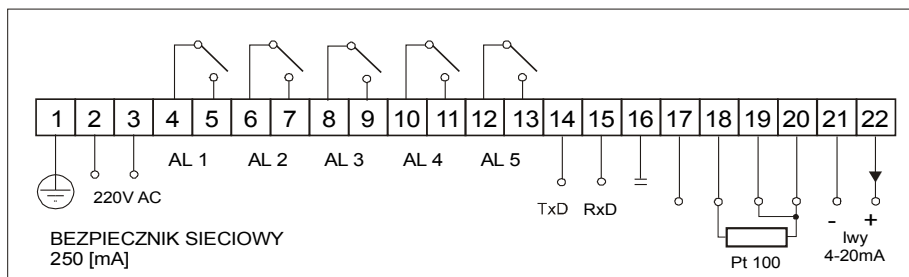 1 2 3 4 5 6 7 8 9 10 11 12 13 14 15 16 17 18 19 20 21 22
AL 1 AL 2 AL 3 AL 4 AL 5
220V AC
TxD RxD
- +
BEZPIECZNIK SIECIOWY
250 [mA]
Pt 100
Iwy
4-20mA